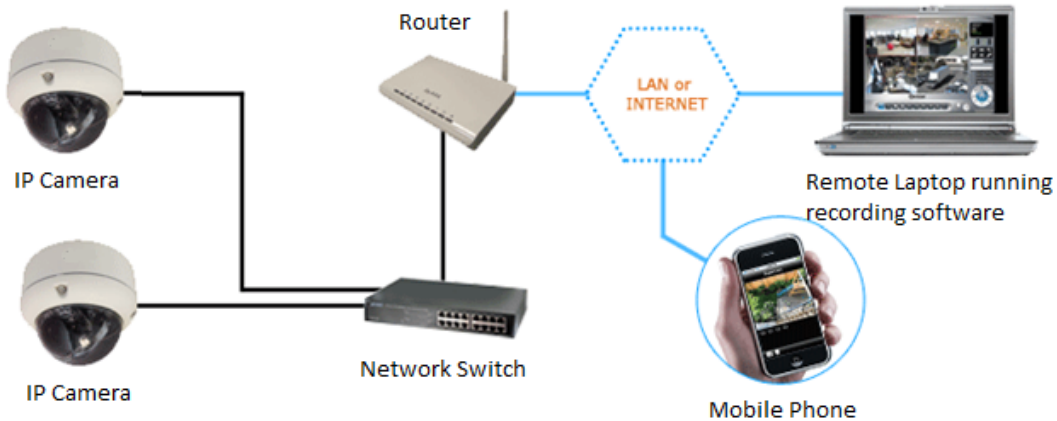 Router
LAN or
INTERNET
IP Camera
Remote Laptop running
recording software
Network Switch
IP Camera
Mobile Phone